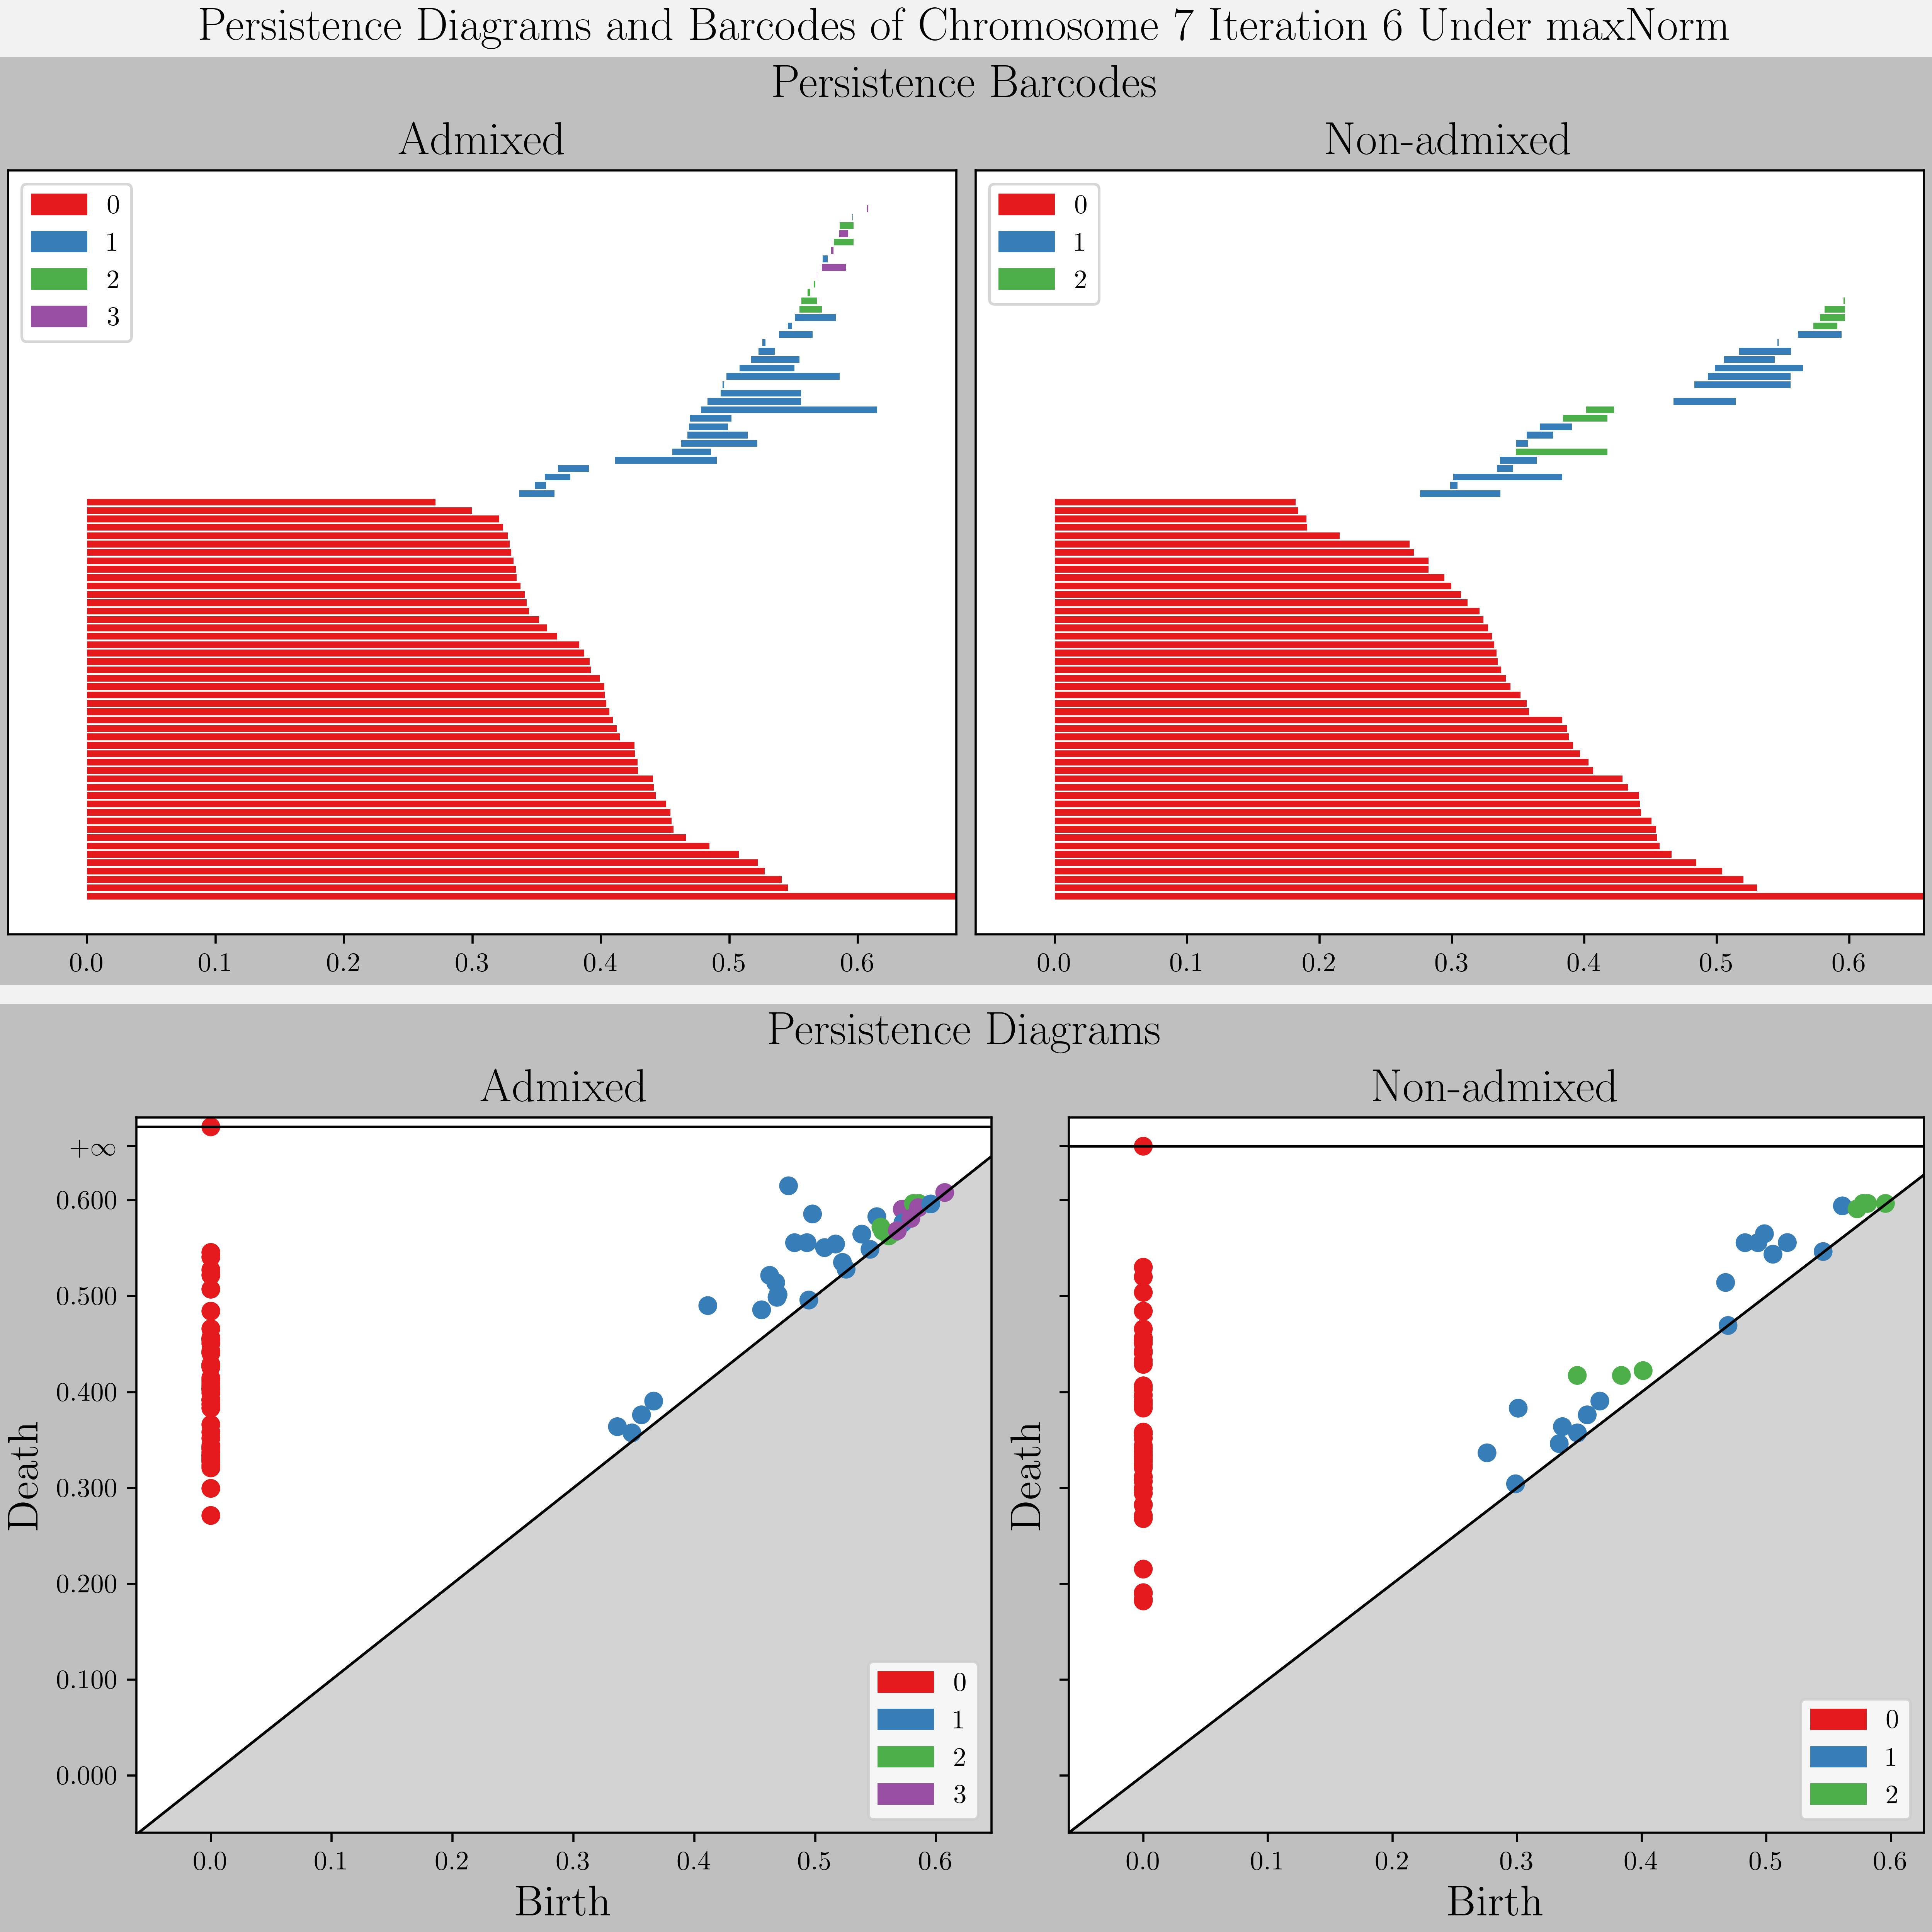 Persistence Diagrams and Barcodes of Chromosome 7 Iteration 6 Under maxNorm
Persistence Barcodes
Admixed
0
1
2
3
0.0 0.1 0.2 0.3 0.4 0.5 0.6
Non-admixed
0
1
2
0.0 0.1 0.2 0.3 0.4 0.5 0.6
Persistence Diagrams
Admixed
Death
+∞
0.600
0.500
0.400
0.300
0.200
0.100
0.000
0
1
2
3
0.0 0.1 0.2 0.3 0.4 0.5 0.6
Birth
Non-admixed
Death
0
1
2
0.0 0.1 0.2 0.3 0.4 0.5 0.6
Birth